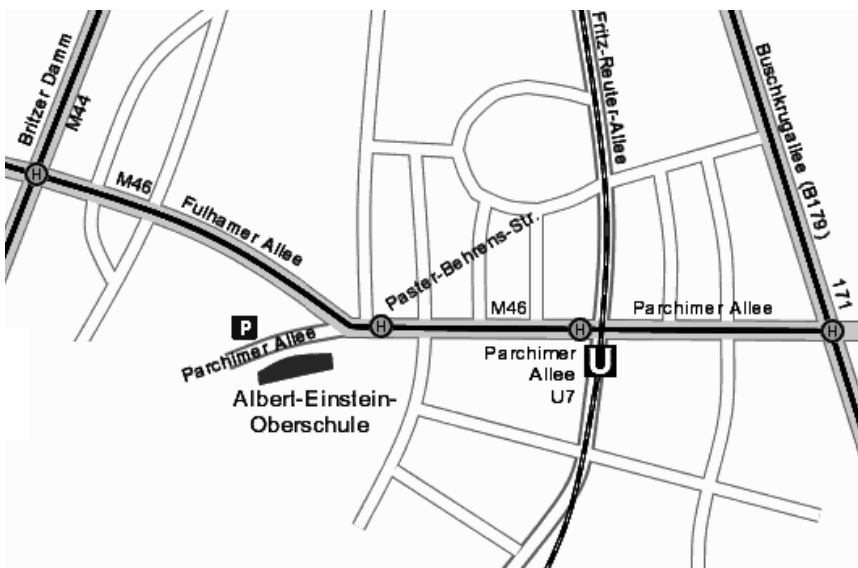 Britzer Damm
M44
H
M46
Fulhamer Allee
Fritz-Reuter-Allee
Buschkrugallee (B179)
171
Paster-Behrens-Str.
P
Parchimer Allee
H
M46
H
Parchimer Allee
H
Parchimer
Allee
U7
U
Albert-Einstein-
Oberschule